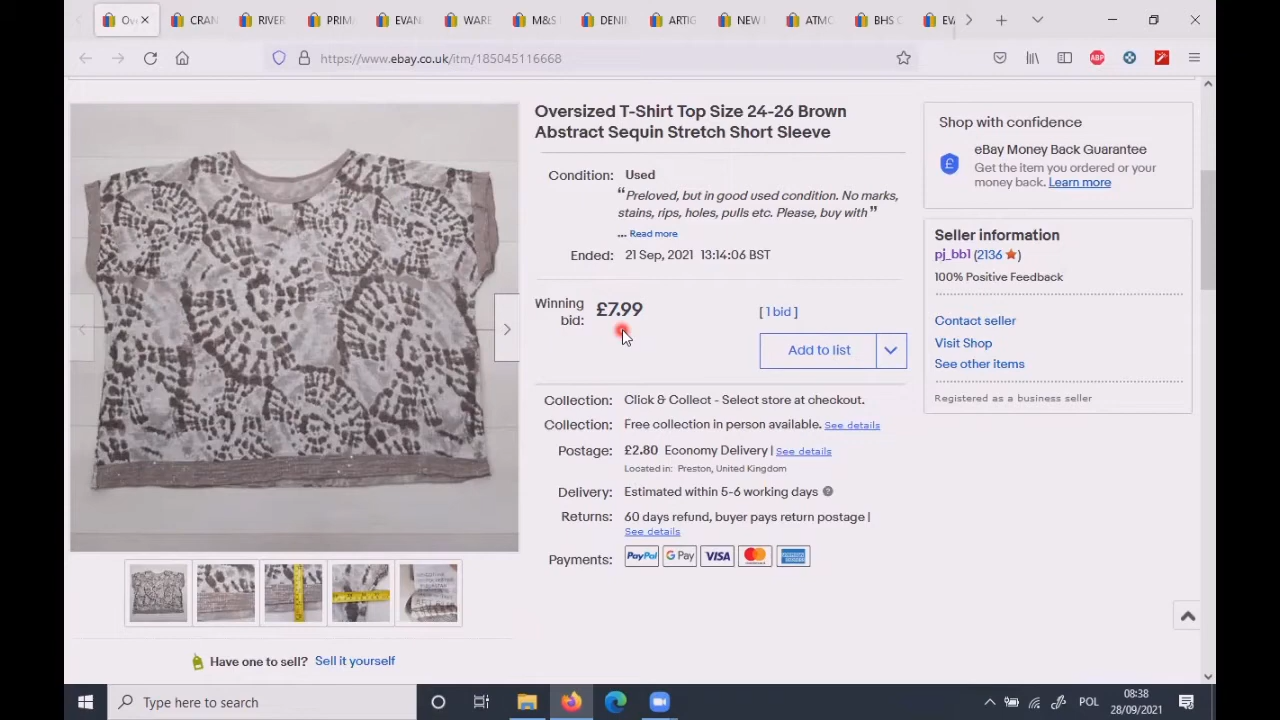 Ov
CRAN
RIVER
PRIM
EVAN
WARE
M&S
DENI
ARTIG
NEW
ATMO
BHS C
EV
https://www.ebay.co.uk/itm/185045116668
ABP
Oversized T-Shirt Top Size 24-26 Brown
Abstract Sequin Stretch Short Sleeve
Condition: Used
“Preloved, but in good used condition. No marks,
stains, rips, holes, pulls etc. Please, buy with”
... Read more
Ended: 21 Sep, 2021 13:14:06 BST
Winning
bid:
£7.99
[ 1 bid ]
Add to list
Collection: Click & Collect - Select store at checkout.
Collection: Free collection in person available. See details
Postage: £2.80 Economy Delivery | See details
Located in: Preston, United Kingdom
Delivery: Estimated within 5-6 working days
Returns: 60 days refund, buyer pays return postage |
See details
Payments: PayPal G Pay VISA
Shop with confidence
eBay Money Back Guarantee
Get the item you ordered or your
money back. Learn more
Seller information
pj_bb1 (2136)
100% Positive Feedback
Contact seller
Visit Shop
See other items
Registered as a business seller
Have one to sell? Sell it yourself
Type here to search
POL
08:38
28/09/2021